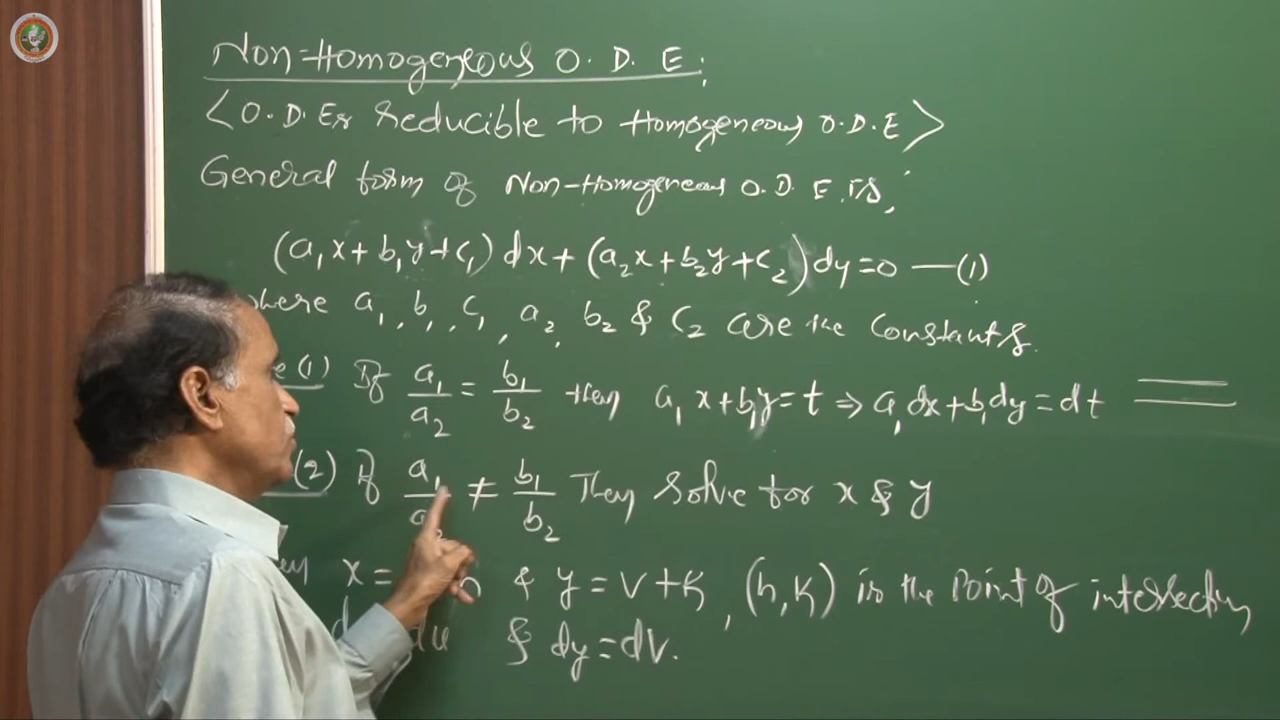 Non-Homogeneous O. D. E:
<O.D.Es reducible to Homogeneous O.D.E>
General form of Non-Homogeneous O.D.E. is,
(a₁x + b₁y + c₁) dx + (a₂x + b₂y + c₂) dy = 0 — (1)
where a₁, b₁, c₁, a₂, b₂ & c₂ are the constants.
(1) If a₁/a₂ = b₁/b₂ then a₁x + b₁y = t ⇒ a₁dx + b₁dy = dt
(2) If a₁/a₂ ≠ b₁/b₂ Then solve for x & y
x = h & y = v + k, (h, k) is the point of intersection
du & dy = dv.